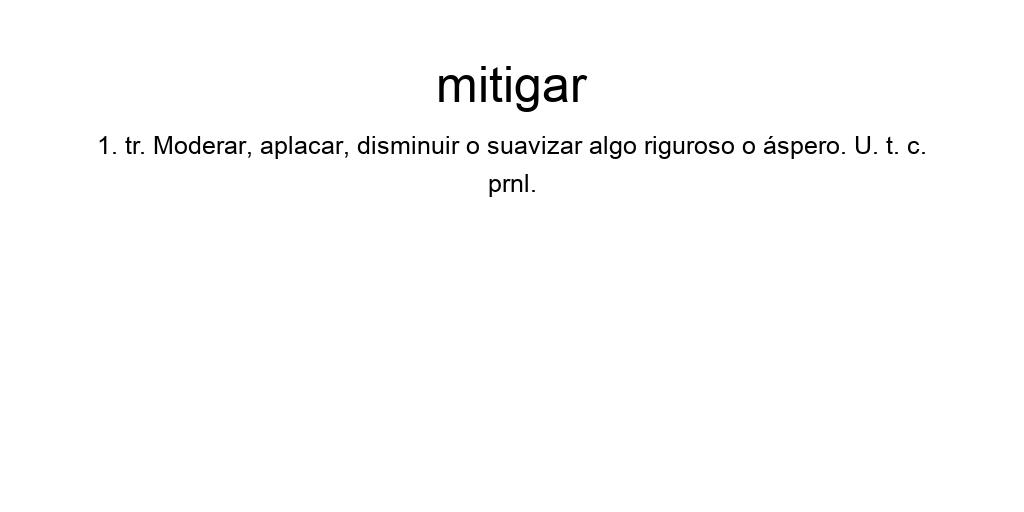 mitigar
1. tr. Moderar, aplacar, disminuir o suavizar algo riguroso o áspero. U. t. c.
prnl.